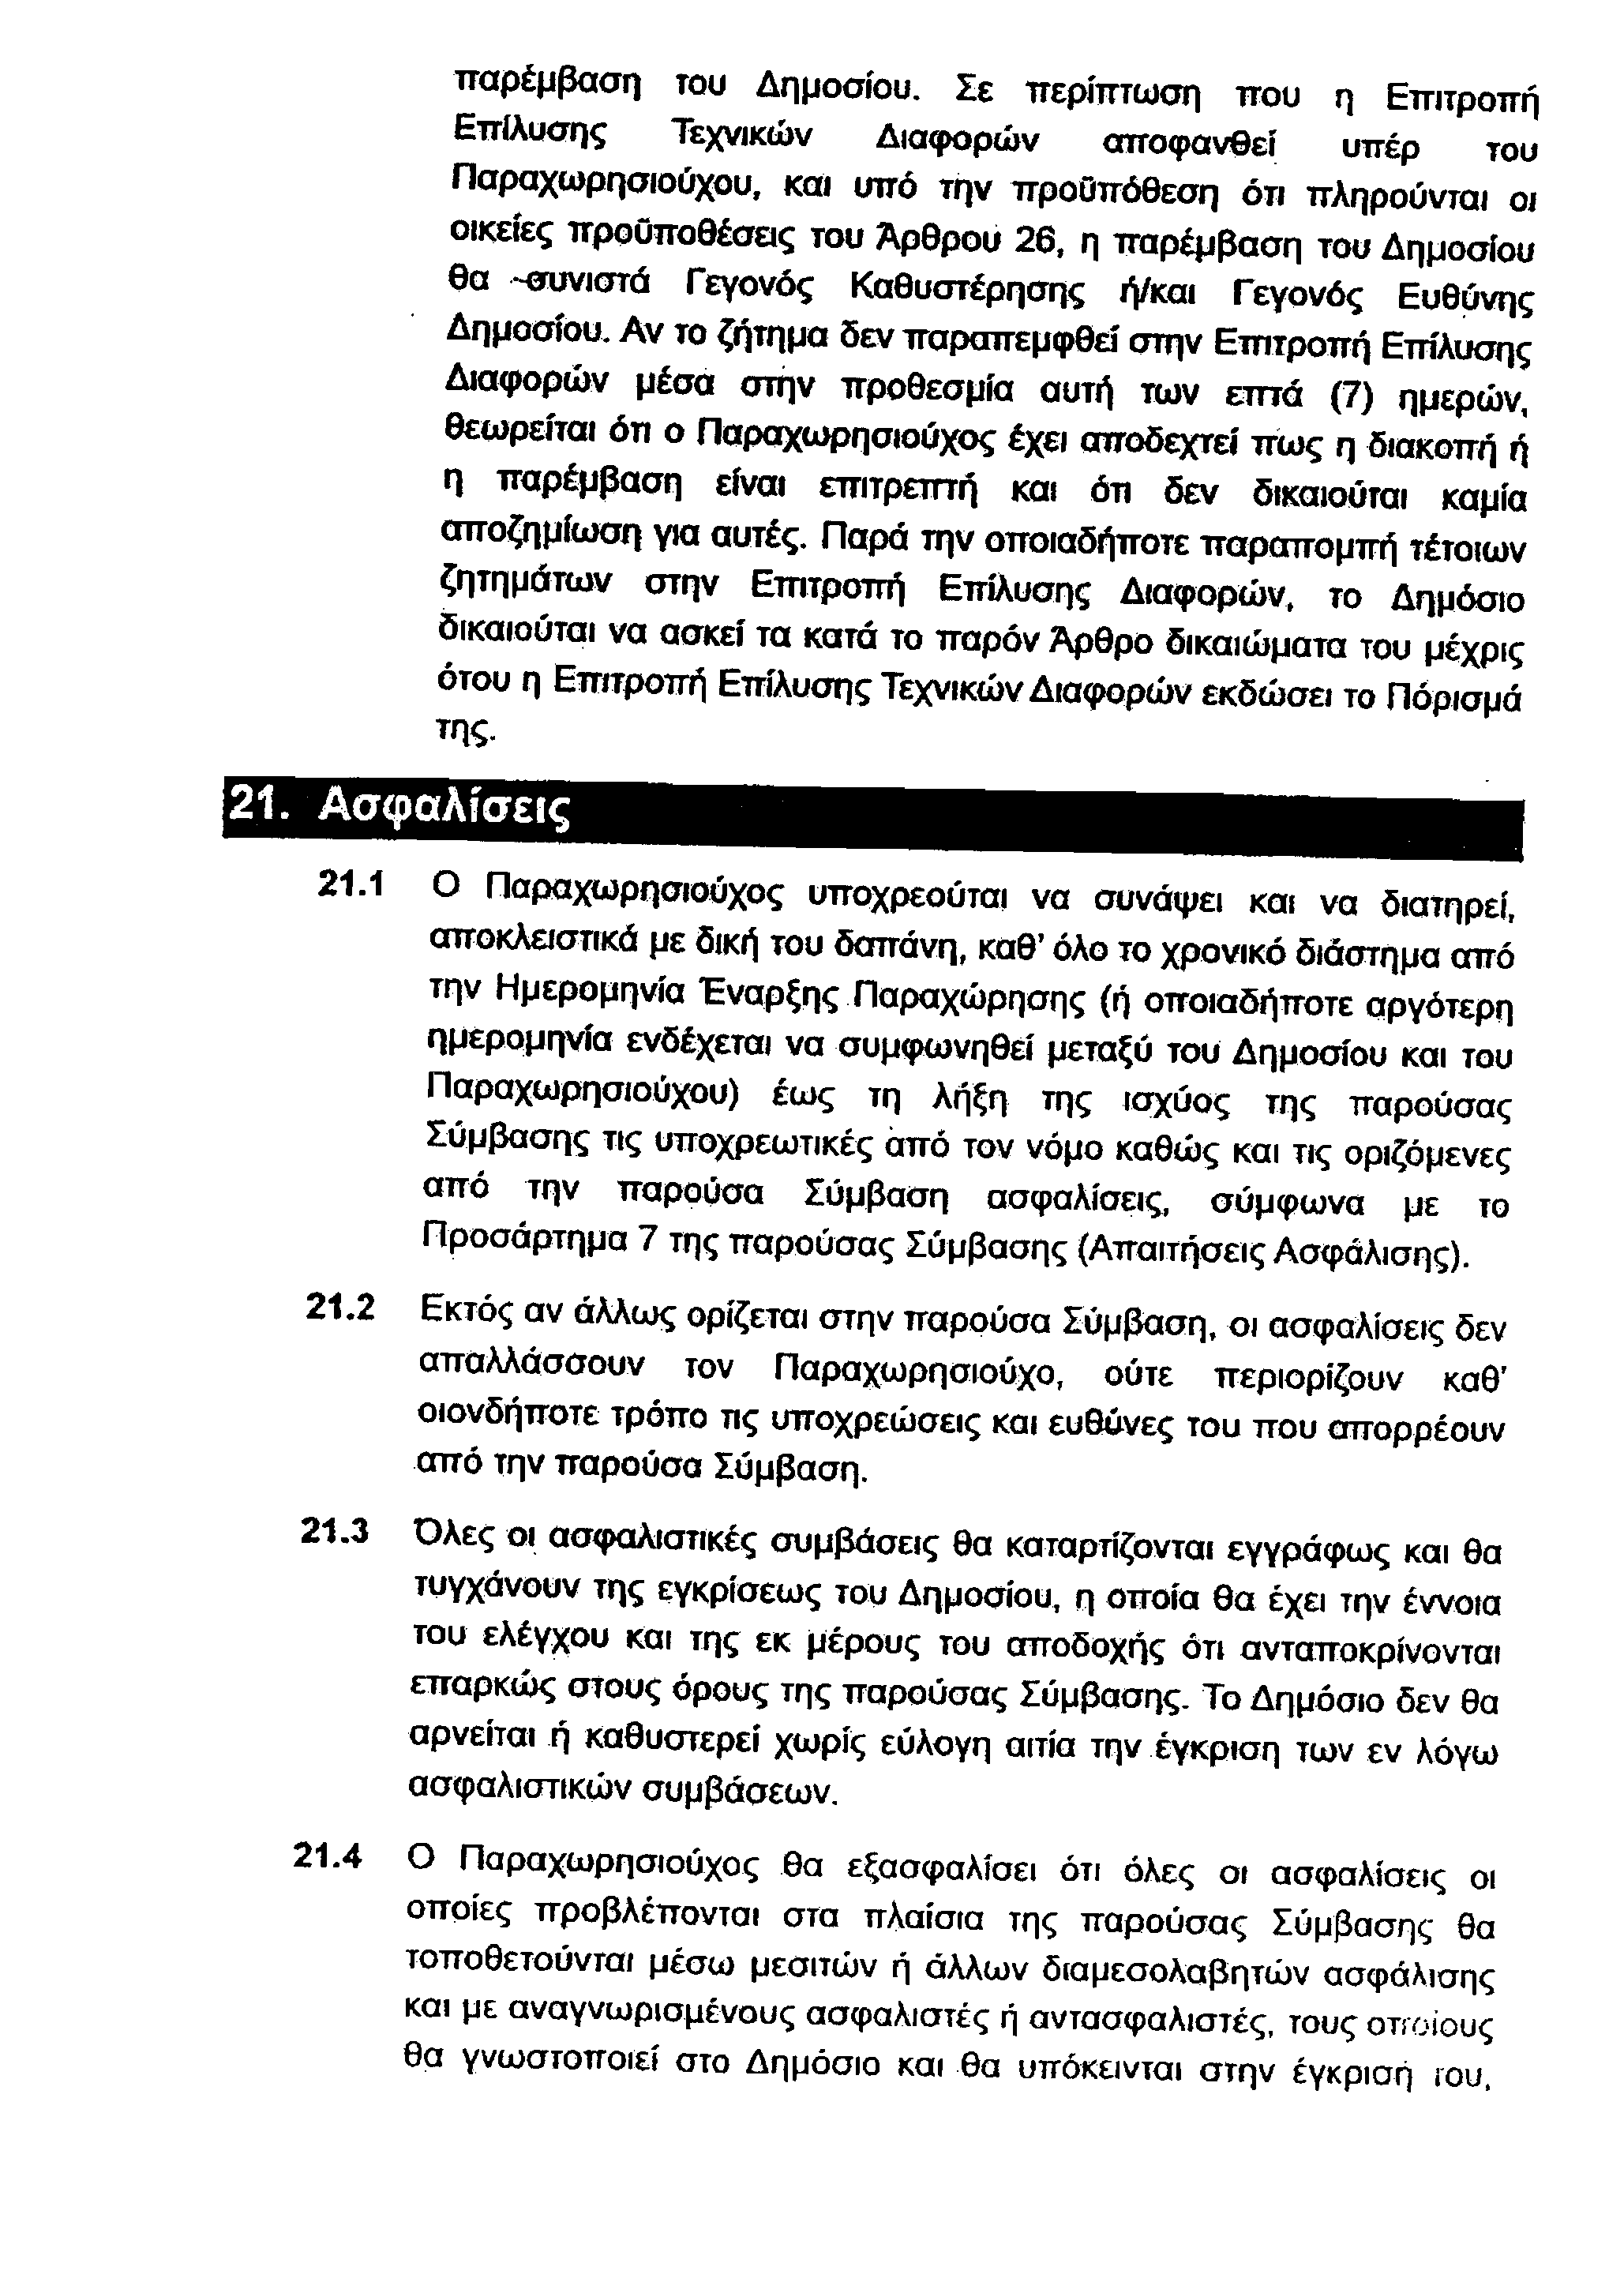 παρέμβαση του Δημοσίου. Σε περίπτωση που η Επιτροπή
Επίλυσης Τεχνικών Διαφορών αποφανθεί υπέρ του
Παραχωρησιούχου, και υπό την προϋπόθεση ότι πληρούνται οι
οικείες προϋποθέσεις του Άρθρου 26, η παρέμβαση του Δημοσίου
θα συνιστά Γεγονός Καθυστέρησης ή/και Γεγονός Ευθύνης
Δημοσίου. Αν το ζήτημα δεν παραπεμφθεί στην Επιτροπή Επίλυσης
Διαφορών μέσα στην προθεσμία αυτή των επτά (7) ημερών,
θεωρείται ότι ο Παραχωρησιούχος έχει αποδεχτεί πως η διακοπή ή
η παρέμβαση είναι επιτρεπτή και ότι δεν δικαιούται καμία
αποζημίωση για αυτές. Παρά την οποιαδήποτε παραπομπή τέτοιων
ζητημάτων στην Επιτροπή Επίλυσης Διαφορών, το Δημόσιο
δικαιούται να ασκεί τα κατά το παρόν Άρθρο δικαιώματα του μέχρις
ότου η Επιτροπή Επίλυσης Τεχνικών Διαφορών εκδώσει το Πόρισμά
της.
21. Ασφαλίσεις
21.1 Ο Παραχωρησιούχος υποχρεούται να συνάψει και να διατηρεί,
αποκλειστικά με δική του δαπάνη, καθ' όλο το χρονικό διάστημα από
την Ημερομηνία Έναρξης Παραχώρησης (ή οποιαδήποτε αργότερη
ημερομηνία ενδέχεται να συμφωνηθεί μεταξύ του Δημοσίου και του
Παραχωρησιούχου) έως τη λήξη της ισχύος της παρούσας
Σύμβασης τις υποχρεωτικές από τον νόμο καθώς και τις οριζόμενες
από την παρούσα Σύμβαση ασφαλίσεις, σύμφωνα με το
Προσάρτημα 7 της παρούσας Σύμβασης (Απαιτήσεις Ασφάλισης).
21.2 Εκτός αν άλλως ορίζεται στην παρούσα Σύμβαση, οι ασφαλίσεις δεν
απαλλάσσουν τον Παραχωρησιούχο, ούτε περιορίζουν καθ'
οιονδήποτε τρόπο τις υποχρεώσεις και ευθύνες του που απορρέουν
από την παρούσα Σύμβαση.
21.3 Όλες οι ασφαλιστικές συμβάσεις θα καταρτίζονται εγγράφως και θα
τυγχάνουν της εγκρίσεως του Δημοσίου, η οποία θα έχει την έννοια
του ελέγχου και της εκ μέρους του αποδοχής ότι ανταποκρίνονται
επαρκώς στους όρους της παρούσας Σύμβασης. Το Δημόσιο δεν θα
αρνείται ή καθυστερεί χωρίς εύλογη αιτία την έγκριση των εν λόγω
ασφαλιστικών συμβάσεων.
21.4 Ο Παραχωρησιούχος θα εξασφαλίσει ότι όλες οι ασφαλίσεις οι
οποίες προβλέπονται στα πλαίσια της παρούσας Σύμβασης θα
τοποθετούνται μέσω μεσιτών ή άλλων διαμεσολαβητών ασφάλισης
και με αναγνωρισμένους ασφαλιστές ή αντασφαλιστές, τους οποίους
θα γνωστοποιεί στο Δημόσιο και θα υπόκεινται στην έγκρισή του,